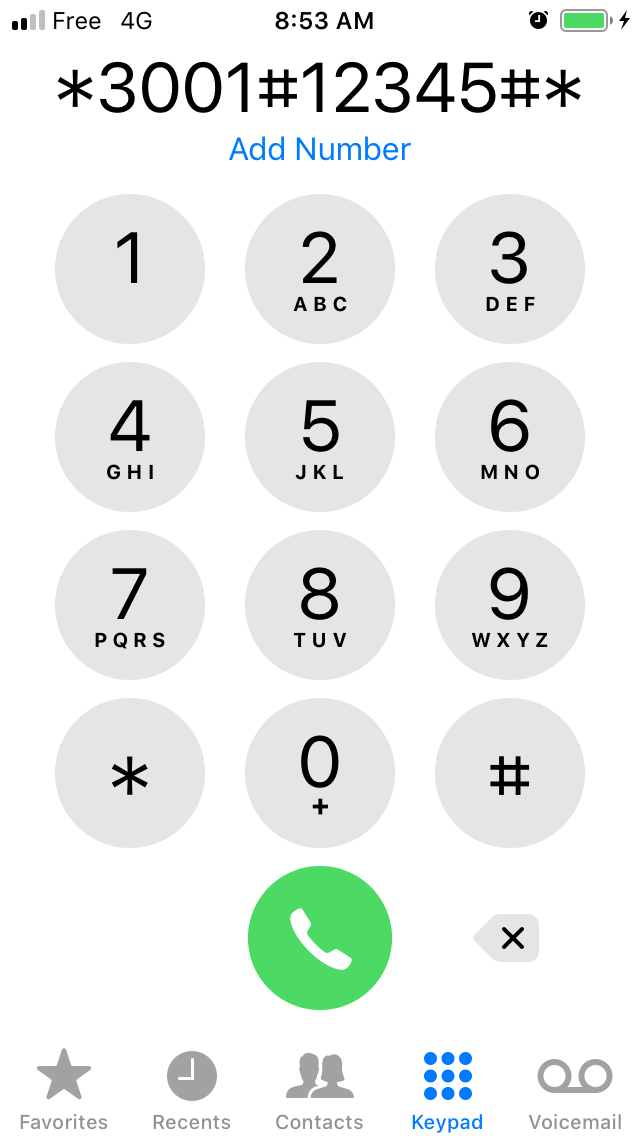 Free 4G 8:53 AM
*3001#12345#*
Add Number
1 2 3
ABC DEF
4 5 6
GHI JKL MNO
7 8 9
PQRS TUV WXYZ
* 0 #
+
Favorites Recents Contacts Keypad Voicemail